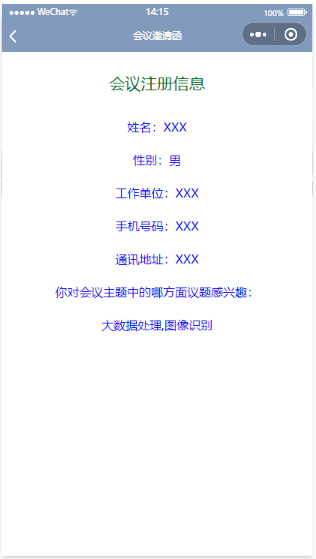 WeChat 14:15 100%
会议邀请函
会议注册信息
姓名：XXX
性别：男
工作单位：XXX
手机号码：XXX
通讯地址：XXX
你对会议主题中的哪方面议题感兴趣：
大数据处理,图像识别